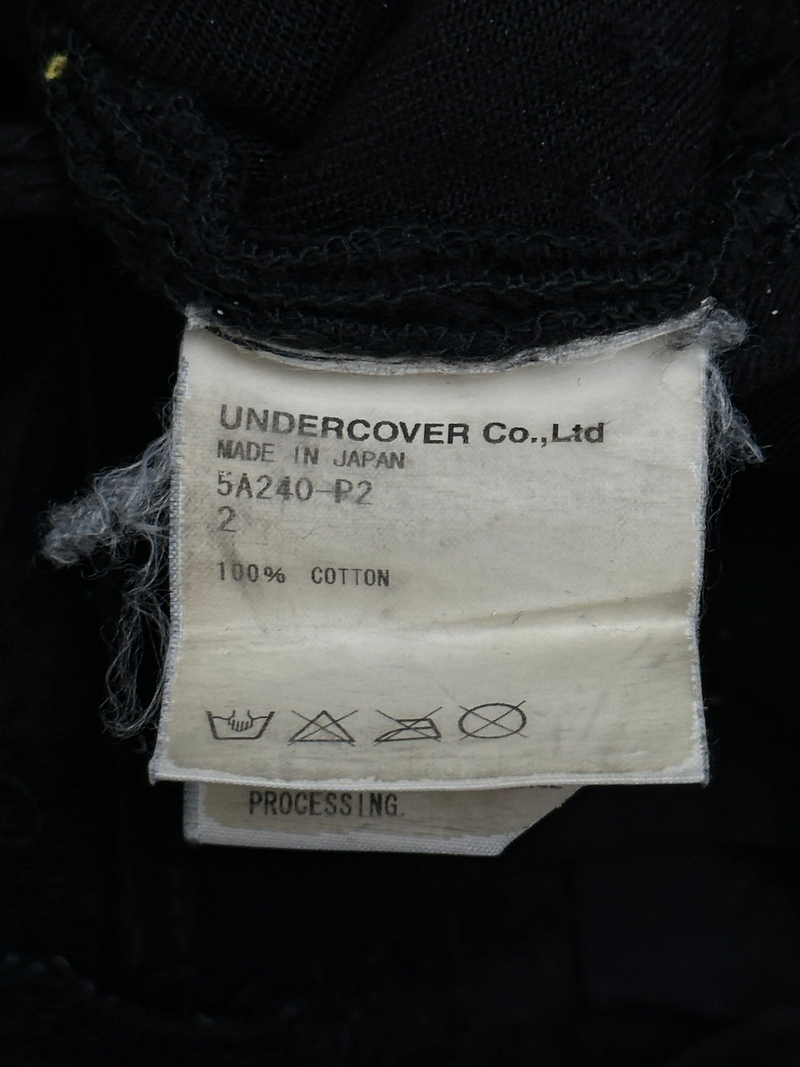 UNDERCOVER Co.,Ltd
MADE IN JAPAN
5A240-P2
2
100% COTTON
PROCESSING.